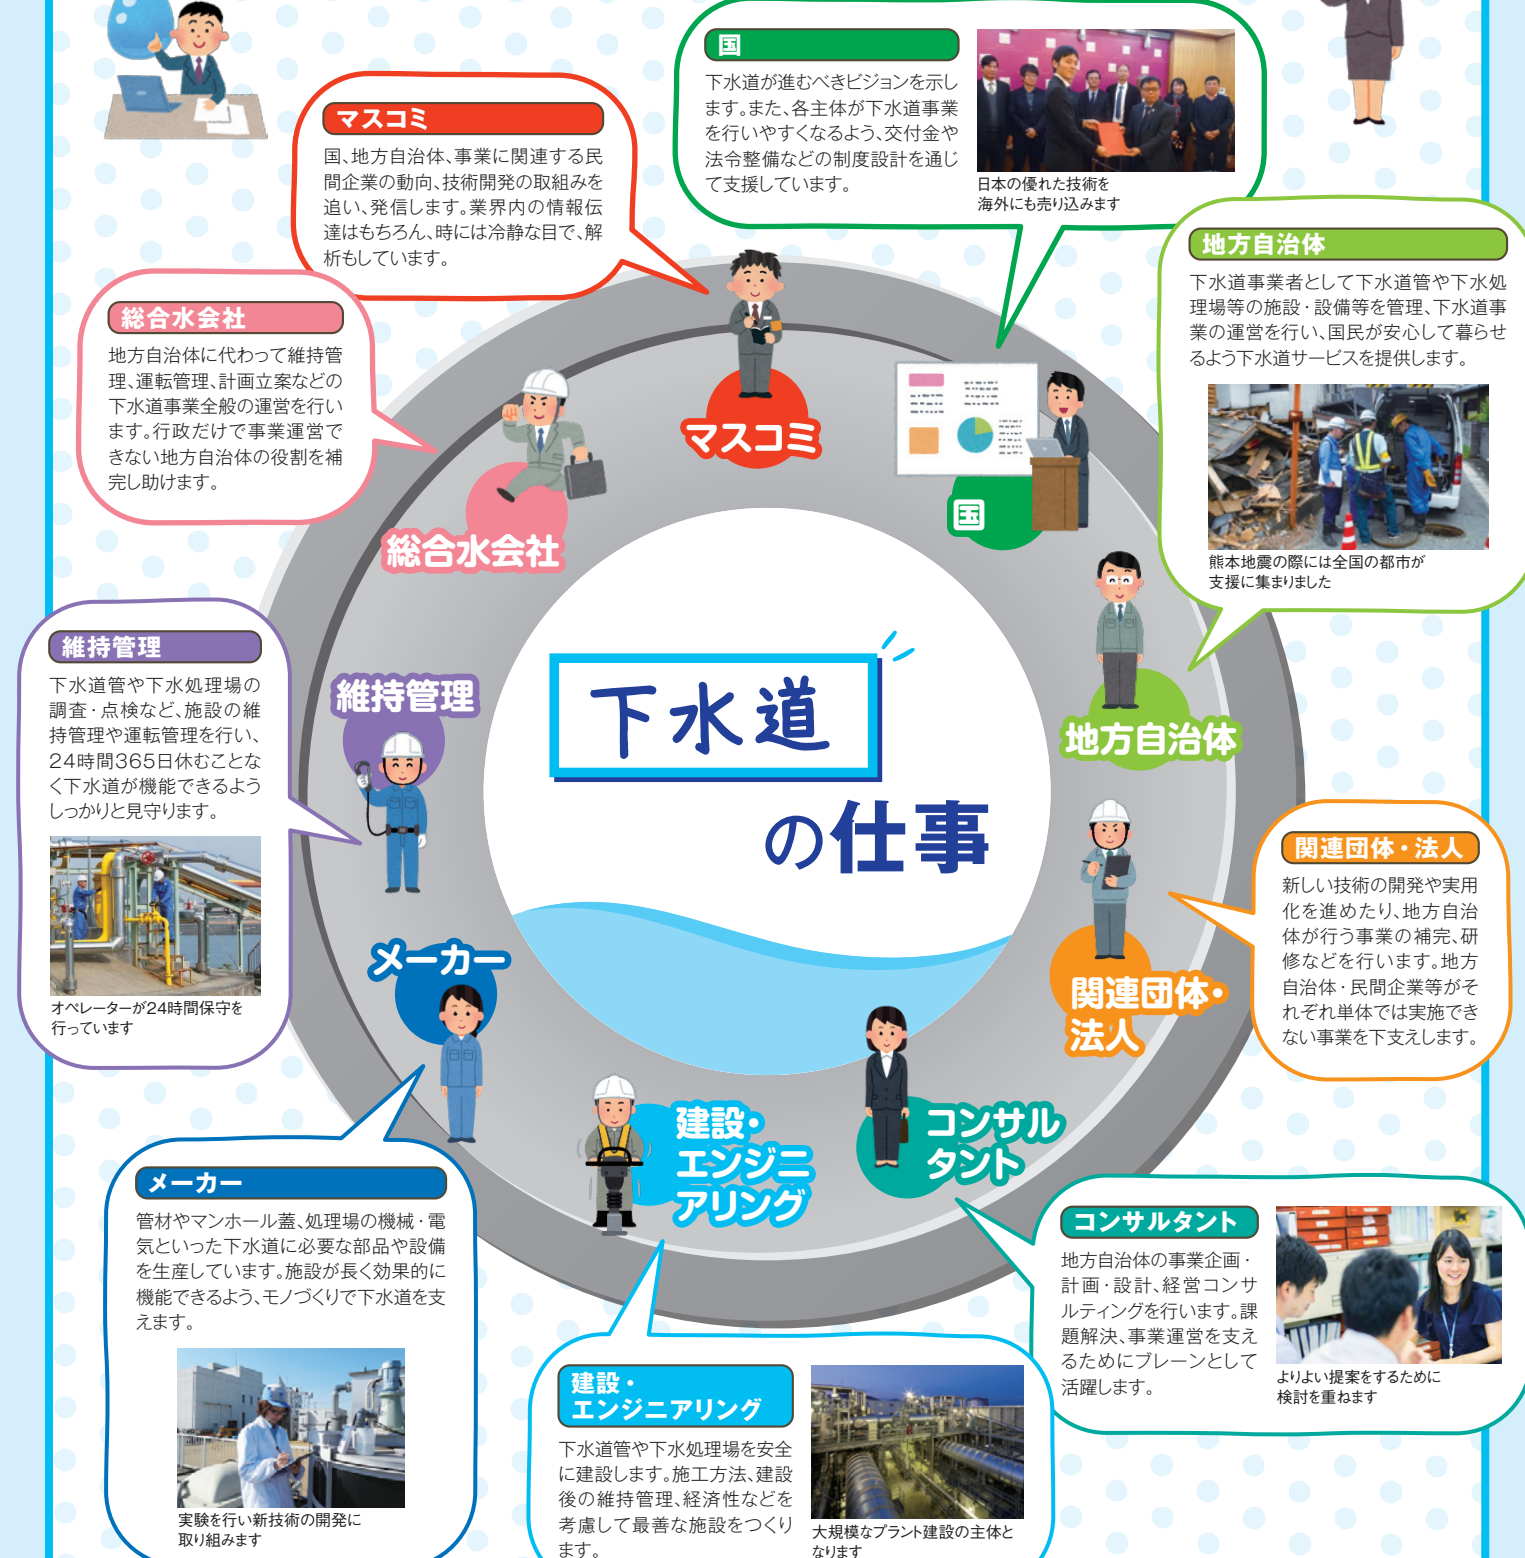 国
下水道が進むべきビジョンを示し
ます。また、各主体が下水道事業
を行いやすくなるよう、交付金や
法令整備などの制度設計を通じ
て支援しています。
日本の優れた技術を
海外にも売り込みます
マスコミ
国、地方自治体、事業に関連する民
間企業の動向、技術開発の取組みを
追い、発信します。業界内の情報伝
達はもちろん、時には冷静な目で、解
析もしています。
地方自治体
下水道事業者として下水道管や下水処
理場等の施設・設備等を管理、下水道事
業の運営を行い、国民が安心して暮らせ
るよう下水道サービスを提供します。
熊本地震の際には全国の都市が
支援に集まりました
総合水会社
地方自治体に代わって維持管
理、運転管理、計画立案などの
下水道事業全般の運営を行い
ます。行政だけで事業運営で
きない地方自治体の役割を補
完し助けます。
マスコミ
国
総合水会社
地方自治体
維持管理
下水道
の仕事
メーカー
関連団体・
法人
建設・
エンジニ
アリング
コンサル
タント
維持管理
下水道管や下水処理場の
調査・点検など、施設の維
持管理や運転管理を行い、
24時間365日休むことな
く下水道が機能できるよう
しっかりと見守ります。
オペレーターが24時間保守を
行っています
関連団体・法人
新しい技術の開発や実用
化を進めたり、地方自治
体が行う事業の補完、研
修などを行います。地方
自治体・民間企業等がそ
れぞれ単体では実施でき
ない事業を下支えします。
メーカー
管材やマンホール蓋、処理場の機械・電
気といった下水道に必要な部品や設備
を生産しています。施設が長く効果的に
機能できるよう、モノづくりで下水道を支
えます。
実験を行い新技術の開発に
取り組みます
建設・
エンジニアリング
下水道管や下水処理場を安全
に建設します。施工方法、建設
後の維持管理、経済性などを
考慮して最善な施設をつくり
ます。
大規模なプラント建設の主体と
なります
コンサルタント
地方自治体の事業企画・
計画・設計、経営コンサ
ルティングを行います。課
題解決、事業運営を支え
るためにブレーンとして
活躍します。
よりよい提案をするために
検討を重ねます